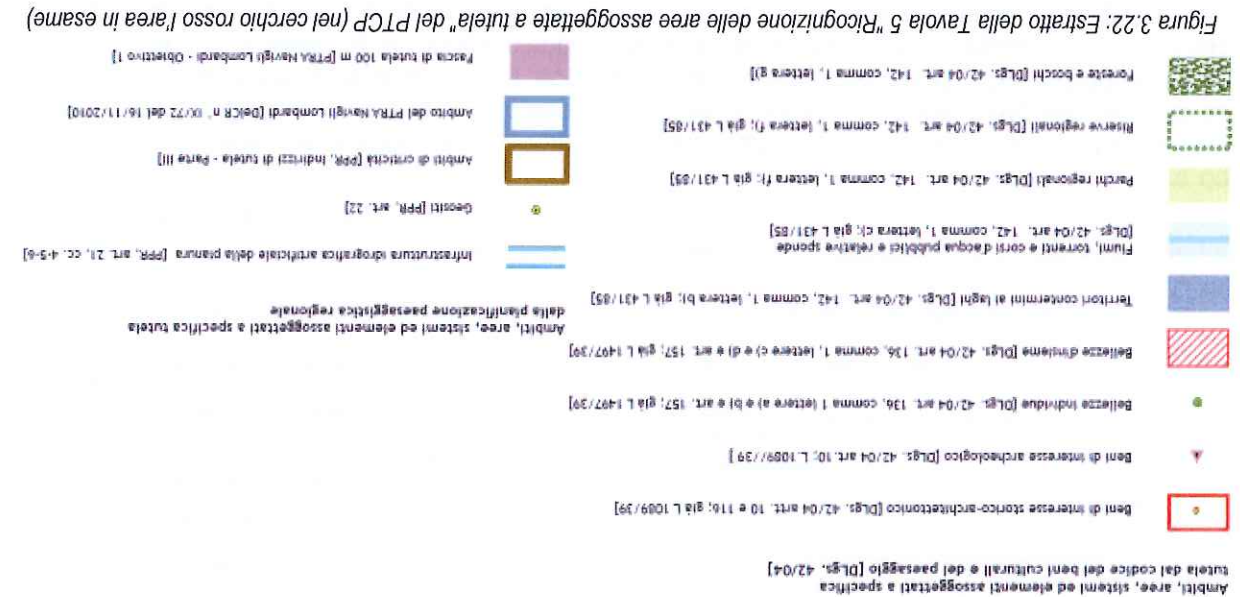 Ambiti, aree, sistemi ed elementi assoggettati a specifica
tutela dal codice dei beni culturali e del paesaggio [DLgs. 42/04]
Beni di interesse storico-architettonico [DLgs. 42/04 artt. 10 e 116; già L 1089/39]
Beni di interesse archeologico [DLgs. 42/04 art. 10; L. 1089/39 ]
Bellezze individue [DLgs. 42/04 art. 136, comma 1 lettere a) e b) e art. 157; già L 1497/39]
Bellezze d'insieme [DLgs. 42/04 art. 136, comma 1, lettere c) e d) e art. 157; già L 1497/39]
Territori contermini ai laghi [DLgs. 42/04 art. 142, comma 1, lettera b); già L 431/85]
Fiumi, torrenti e corsi d'acqua pubblici e relative sponde
[DLgs. 42/04 art. 142, comma 1, lettera c); già L 431/85]
Parchi regionali [DLgs. 42/04 art. 142, comma 1, lettera f); già L 431/85]
Riserve regionali [DLgs. 42/04 art. 142, comma 1, lettera f); già L 431/85]
Foreste e boschi [DLgs. 42/04 art. 142, comma 1, lettera g)]
Ambiti, aree, sistemi ed elementi assoggettati a specifica tutela
dalla pianificazione paesaggistica regionale
Infrastruttura idrografica artificiale della pianura [PPR, art. 21, cc. 4-5-6]
Geositi [PPR, art. 22]
Ambiti di criticità [PPR, Indirizzi di tutela - Parte III]
Ambito del PTRA Navigli Lombardi [DelCR n° IX/72 del 16/11/2010]
Fascia di tutela 100 m [PTRA Navigli Lombardi - Obiettivo 1]
Figura 3.22: Estratto della Tavola 5 "Ricognizione delle aree assoggettate a tutela" del PTCP (nel cerchio rosso l'area in esame)